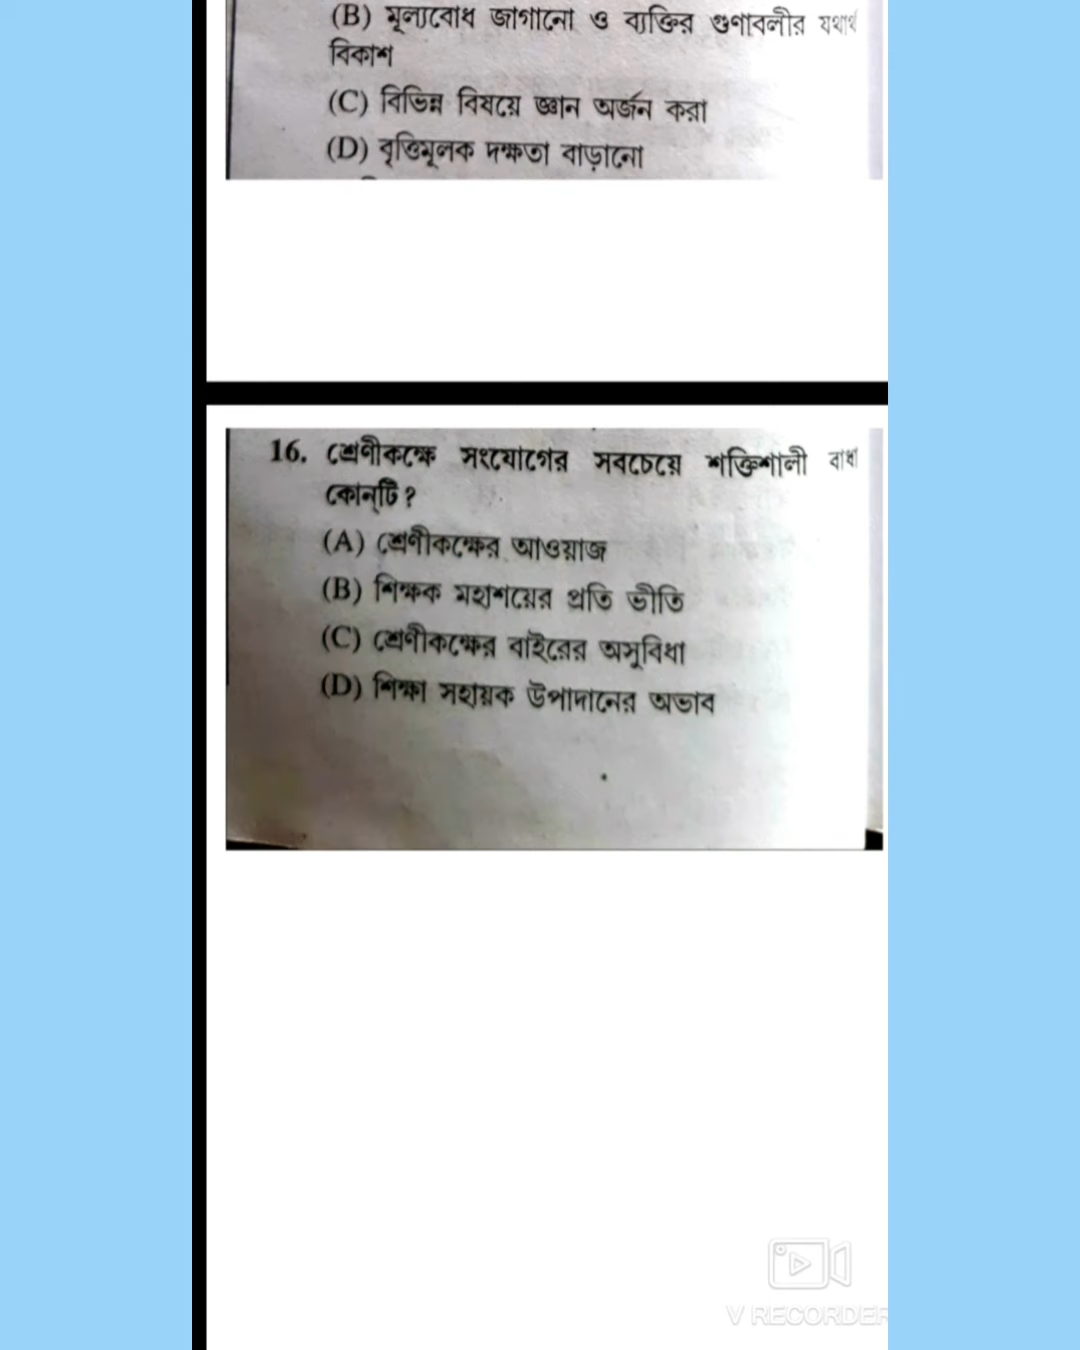 (B) মূল্যবোধ জাগানো ও ব্যক্তির গুণাবলীর যথার্থ
বিকাশ
(C) বিভিন্ন বিষয়ে জ্ঞান অর্জন করা
(D) বৃত্তিমূলক দক্ষতা বাড়ানো
16. শ্রেণীকক্ষে সংযোগের সবচেয়ে শক্তিশালী বাধা
কোন্‌টি?
(A) শ্রেণীকক্ষের আওয়াজ
(B) শিক্ষক মহাশয়ের প্রতি ভীতি
(C) শ্রেণীকক্ষের বাইরের অসুবিধা
(D) শিক্ষা সহায়ক উপাদানের অভাব
V RECORDER